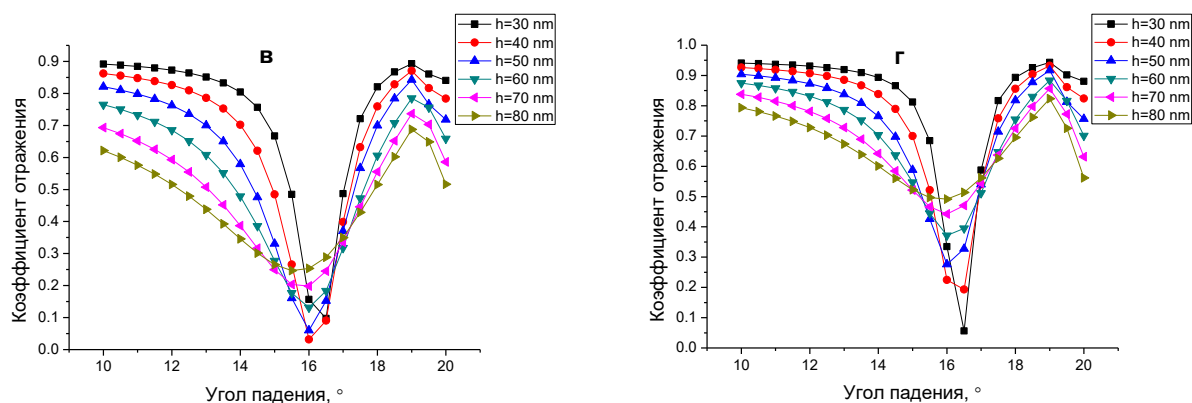 в
h=30 nm
h=40 nm
h=50 nm
h=60 nm
h=70 nm
h=80 nm
Коэффициент отражения
0.9
0.8
0.7
0.6
0.5
0.4
0.3
0.2
0.1
0.0
10 12 14 16 18 20
Угол падения, °
г
h=30 nm
h=40 nm
h=50 nm
h=60 nm
h=70 nm
h=80 nm
Коэффициент отражения
1.0
0.9
0.8
0.7
0.6
0.5
0.4
0.3
0.2
0.1
0.0
10 12 14 16 18 20
Угол падения, °